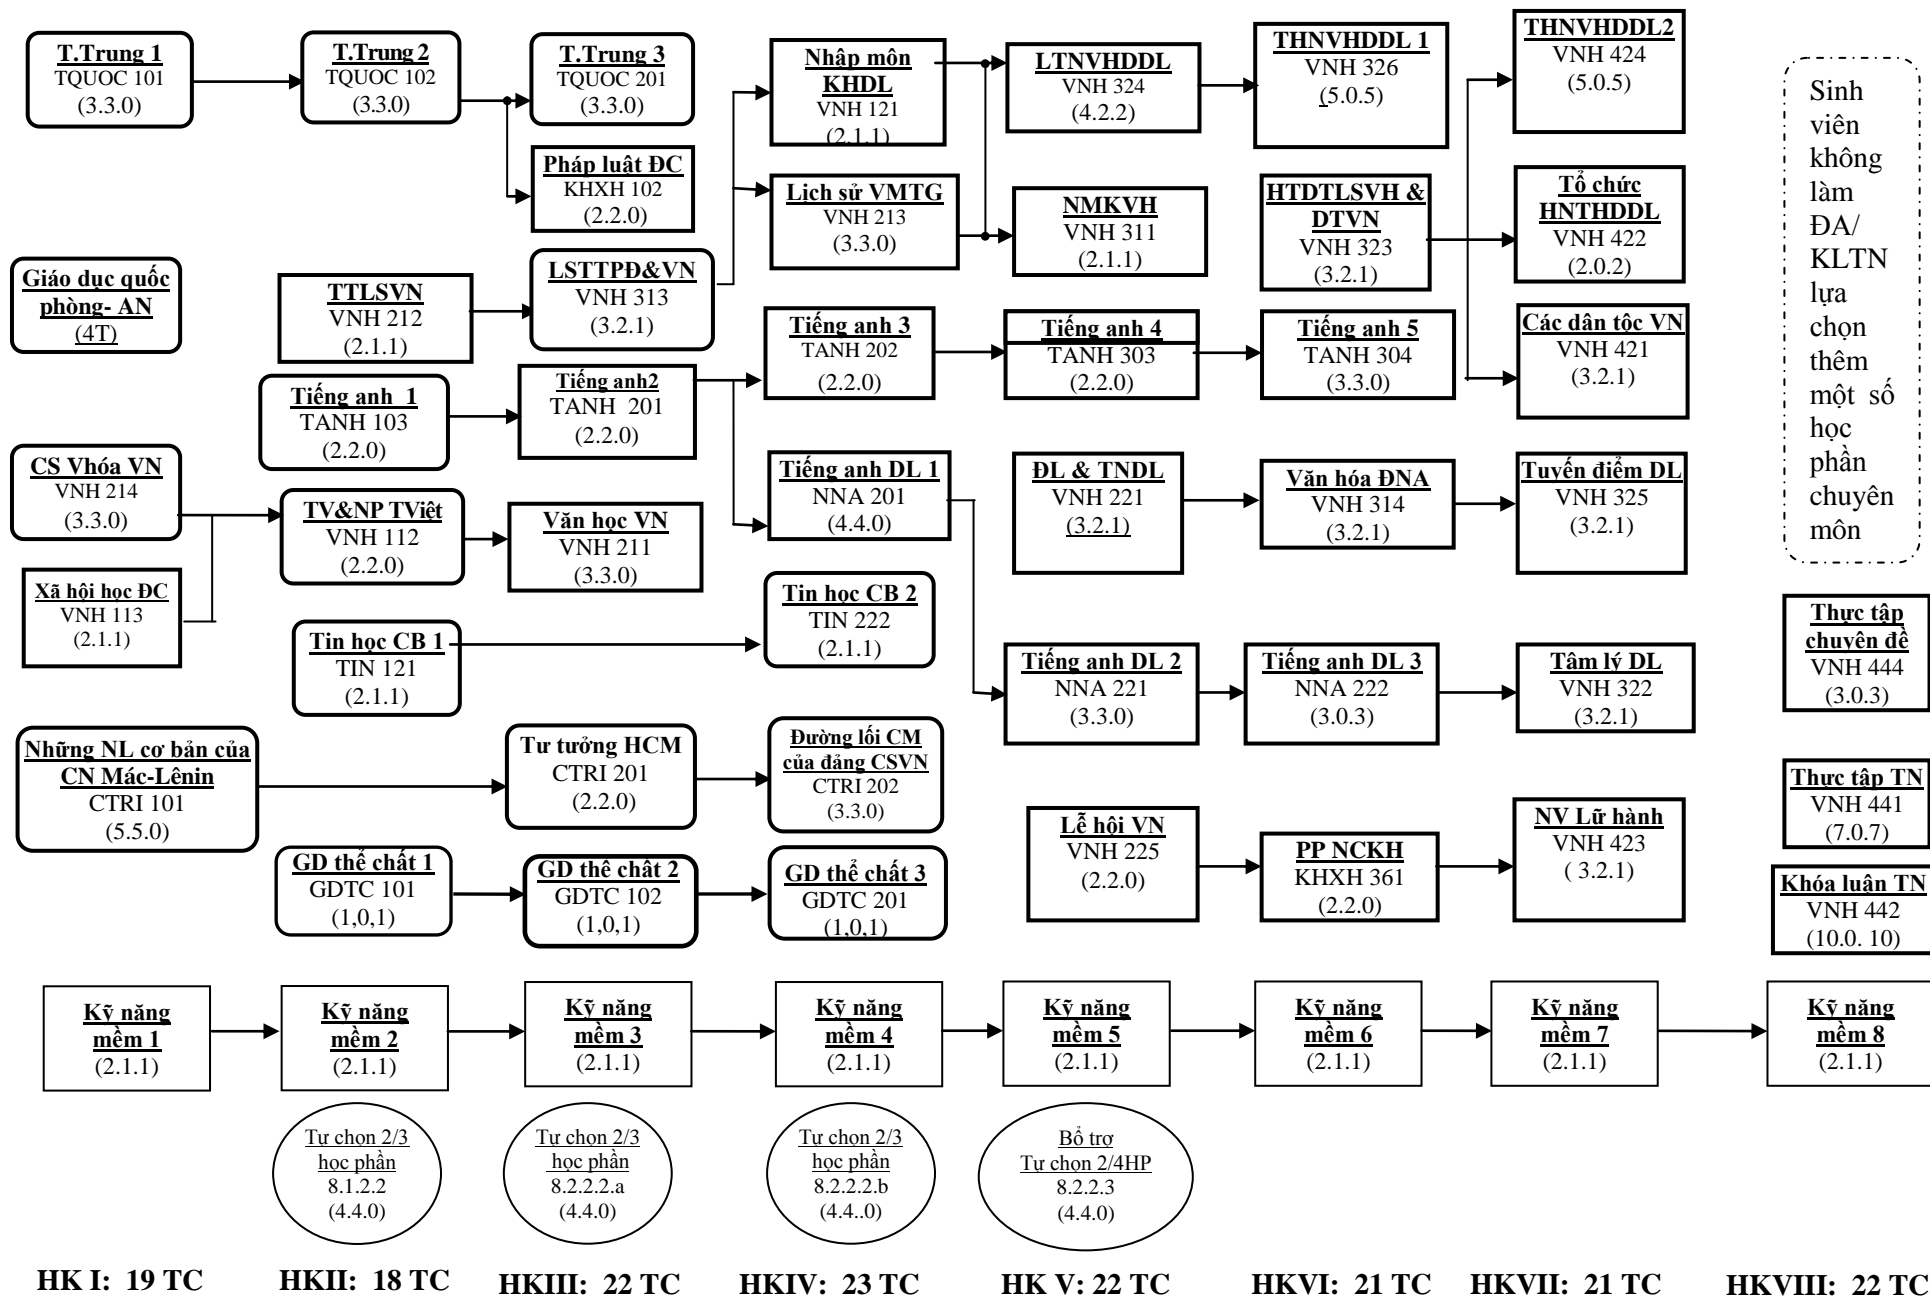 T.Trung 1
TQUOC 101
(3.3.0)
Giáo dục quốc
phòng- AN
(4T)
CS Vhóa VN
VNH 214
(3.3.0)
Xã hội học ĐC
VNH 113
(2.1.1)
Những NL cơ bản của
CN Mác-Lênin
CTRI 101
(5.5.0)
Kỹ năng
mềm 1
(2.1.1)
HK I: 19 TC
T.Trung 2
TQUOC 102
(3.3.0)
TTLSVN
VNH 212
(2.1.1)
Tiếng anh 1
TANH 103
(2.2.0)
TV&NP TViệt
VNH 112
(2.2.0)
Tin học CB 1
TIN 121
(2.1.1)
GD thể chất 1
GDTC 101
(1,0,1)
Kỹ năng
mềm 2
(2.1.1)
Tự chọn 2/3
học phần
8.1.2.2
(4.4.0)
HKII: 18 TC
T.Trung 3
TQUOC 201
(3.3.0)
Pháp luật ĐC
KHXH 102
(2.2.0)
LSTTPĐ&VN
VNH 313
(3.2.1)
Tiếng anh2
TANH 201
(2.2.0)
Văn học VN
VNH 211
(3.3.0)
Tư tưởng HCM
CTRI 201
(2.2.0)
GD thể chất 2
GDTC 102
(1,0,1)
Kỹ năng
mềm 3
(2.1.1)
Tự chọn 2/3
học phần
8.2.2.2.a
(4.4.0)
HKIII: 22 TC
Nhập môn
KHDL
VNH 121
(2.1.1)
Lịch sử VMTG
VNH 213
(3.3.0)
Tiếng anh 3
TANH 202
(2.2.0)
Tiếng anh DL 1
NNA 201
(4.4.0)
Tin học CB 2
TIN 222
(2.1.1)
Đường lối CM
của đảng CSVN
CTRI 202
(3.3.0)
GD thể chất 3
GDTC 201
(1,0,1)
Kỹ năng
mềm 4
(2.1.1)
Tự chọn 2/3
học phần
8.2.2.2.b
(4.4..0)
HKIV: 23 TC
LTNVHDDL
VNH 324
(4.2.2)
NMKVH
VNH 311
(2.1.1)
Tiếng anh 4
TANH 303
(2.2.0)
ĐL & TNDL
VNH 221
(3.2.1)
Tiếng anh DL 2
NNA 221
(3.3.0)
Lễ hội VN
VNH 225
(2.2.0)
Kỹ năng
mềm 5
(2.1.1)
Bổ trợ
Tự chọn 2/4HP
8.2.2.3
(4.4.0)
HK V: 22 TC
THNVHDDL 1
VNH 326
(5.0.5)
HTDTLSVH &
DTVN
VNH 323
(3.2.1)
Tiếng anh 5
TANH 304
(3.3.0)
Văn hóa ĐNA
VNH 314
(3.2.1)
Tiếng anh DL 3
NNA 222
(3.0.3)
PP NCKH
KHXH 361
(2.2.0)
Kỹ năng
mềm 6
(2.1.1)
HKVI: 21 TC
THNVHDDL2
VNH 424
(5.0.5)
Tổ chức
HNTHDDL
VNH 422
(2.0.2)
Các dân tộc VN
VNH 421
(3.2.1)
Tuyến điểm DL
VNH 325
(3.2.1)
Tâm lý DL
VNH 322
(3.2.1)
NV Lữ hành
VNH 423
( 3.2.1)
Kỹ năng
mềm 7
(2.1.1)
HKVII: 21 TC
Sinh
viên
không
làm
ĐA/
KLTN
lựa
chọn
thêm
một số
học
phần
chuyên
môn
Thực tập
chuyên đề
VNH 444
(3.0.3)
Thực tập TN
VNH 441
(7.0.7)
Khóa luận TN
VNH 442
(10.0. 10)
Kỹ năng
mềm 8
(2.1.1)
HKVIII: 22 TC